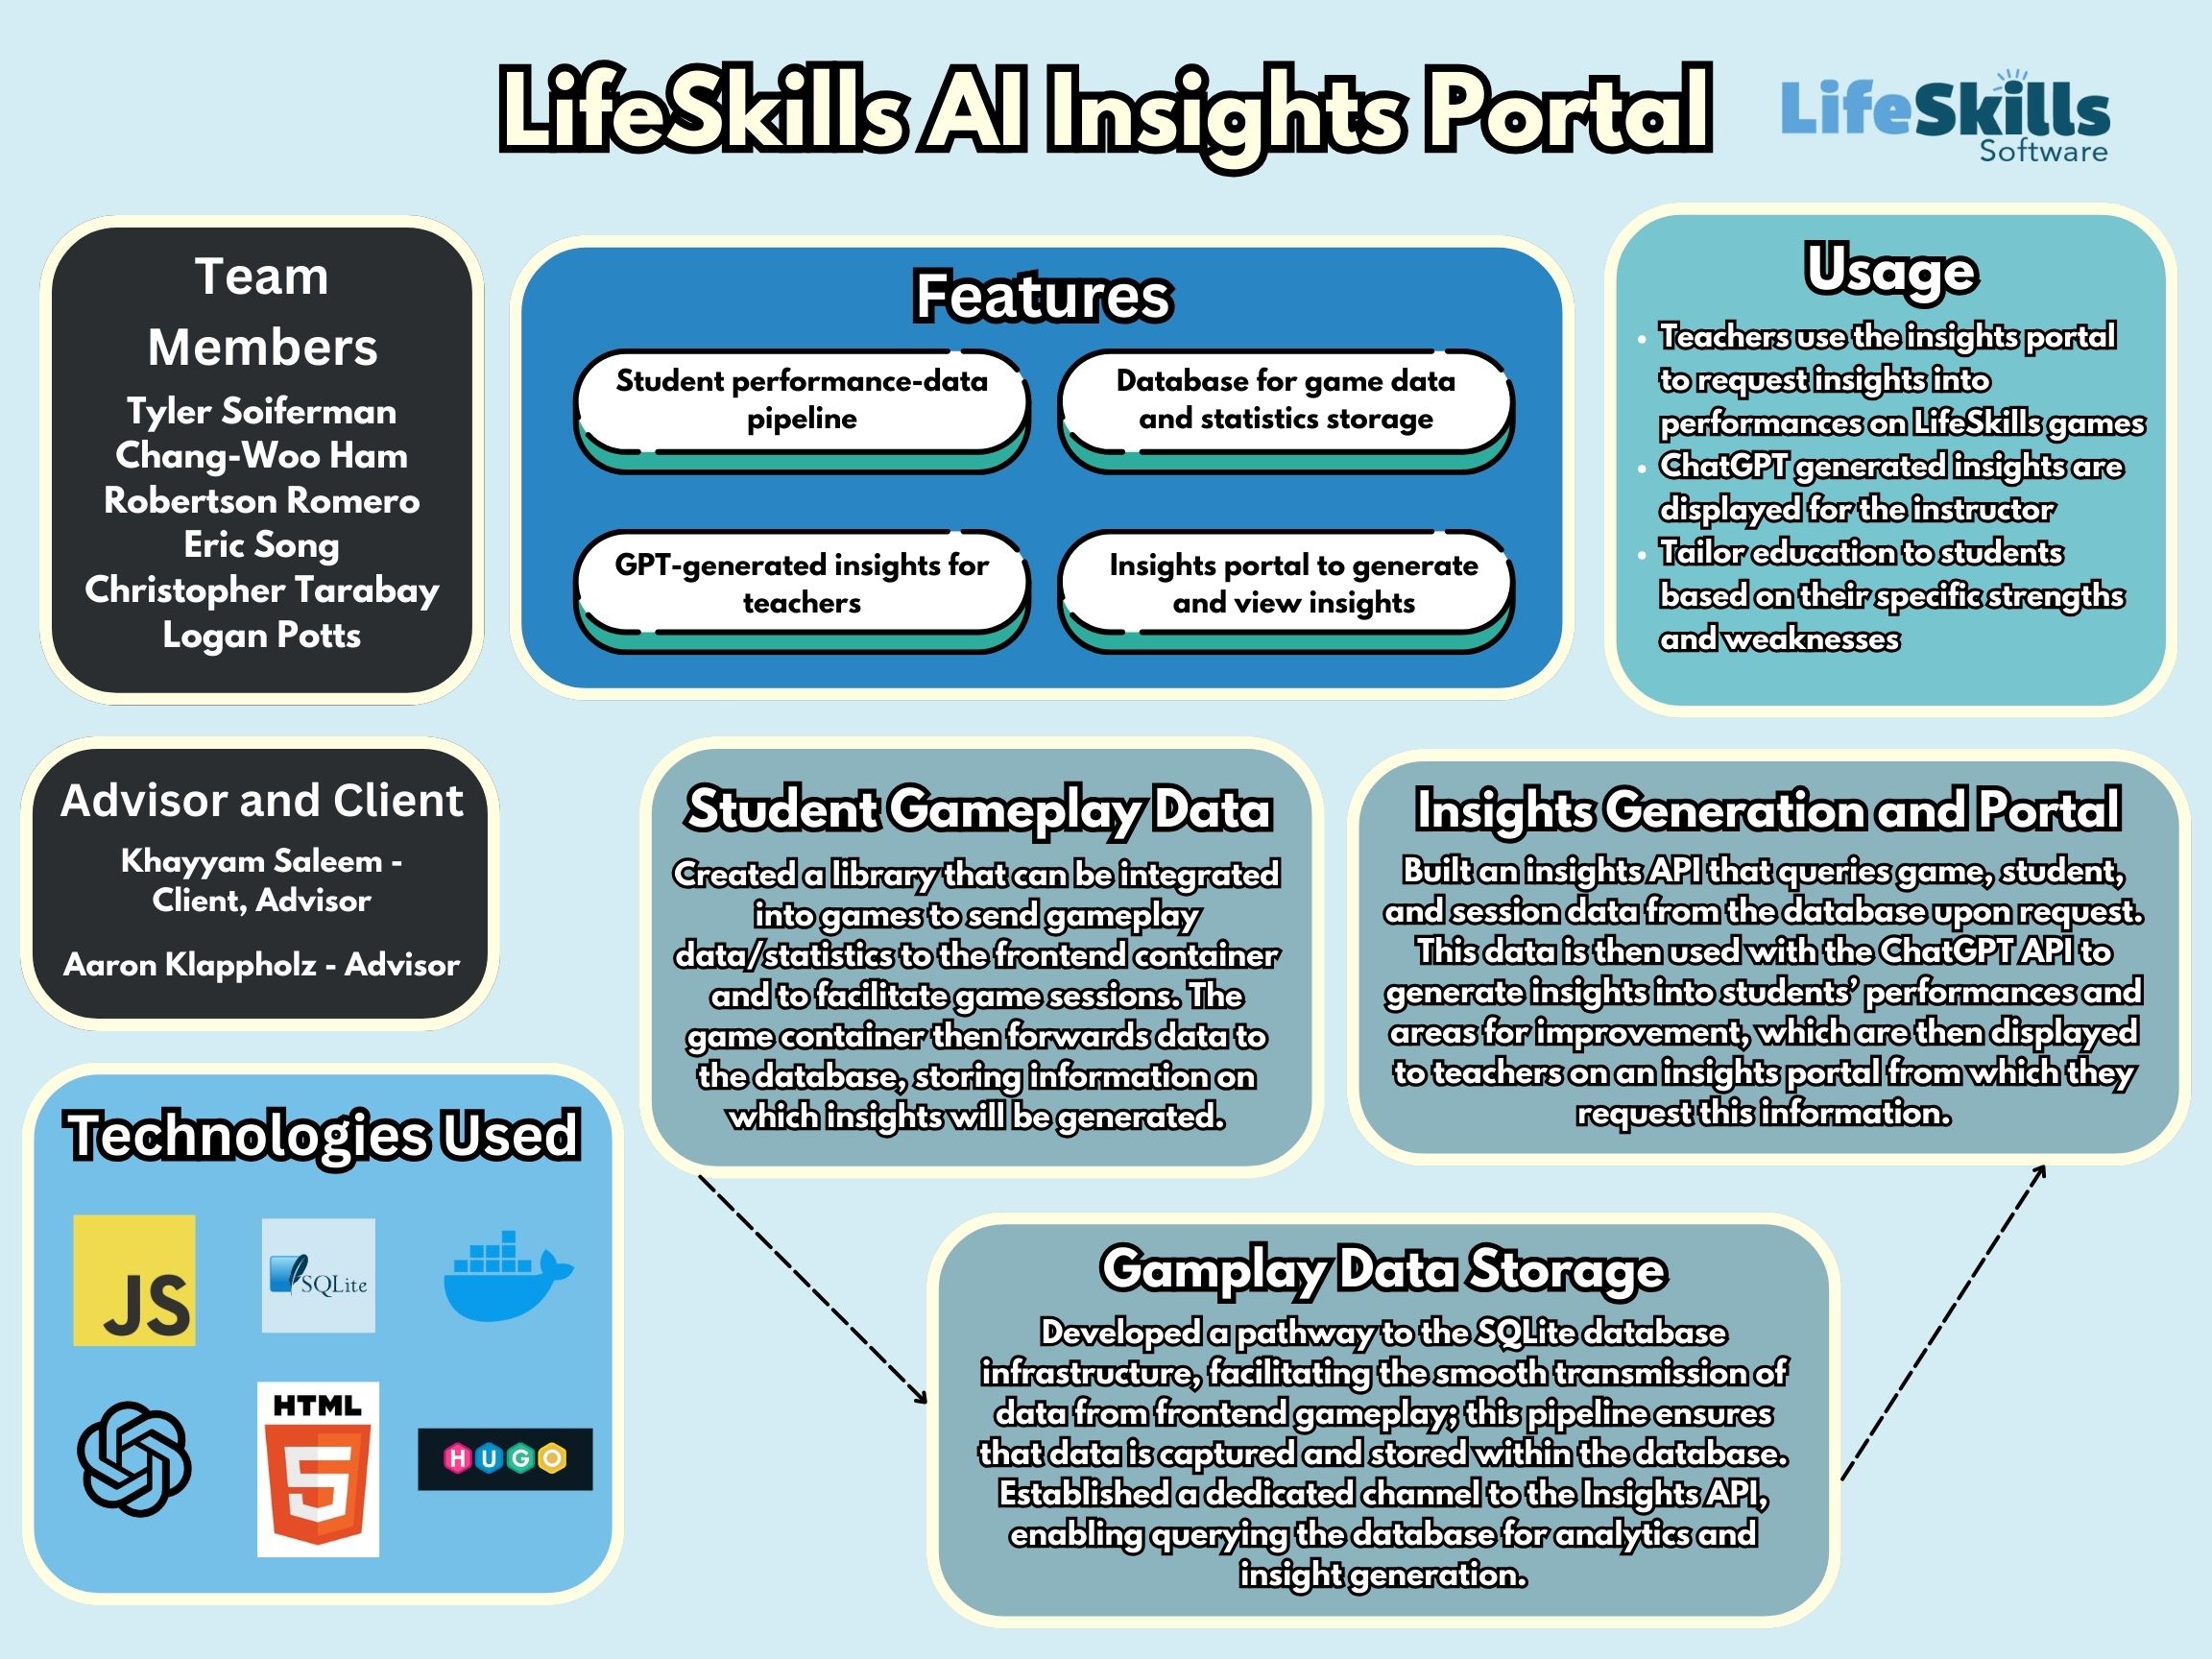 LifeSkills AI Insights Portal
LifeSkills
Software
Team
Members
Tyler Soiferman
Chang-Woo Ham
Robertson Romero
Eric Song
Christopher Tarabay
Logan Potts
Features
Student performance-data
pipeline
Database for game data
and statistics storage
GPT-generated insights for
teachers
Insights portal to generate
and view insights
Usage
• Teachers use the insights portal
to request insights into
performances on LifeSkills games
• ChatGPT generated insights are
displayed for the instructor
• Tailor education to students
based on their specific strengths
and weaknesses
Advisor and Client
Khayyam Saleem -
Client, Advisor
Aaron Klappholz - Advisor
Student Gameplay Data
Created a library that can be integrated
into games to send gameplay
data/statistics to the frontend container
and to facilitate game sessions. The
game container then forwards data to
the database, storing information on
which insights will be generated.
Insights Generation and Portal
Built an insights API that queries game, student,
and session data from the database upon request.
This data is then used with the ChatGPT API to
generate insights into students’ performances and
areas for improvement, which are then displayed
to teachers on an insights portal from which they
request this information.
Technologies Used
JS
SQLite
HTML
5
HUGO
Gamplay Data Storage
Developed a pathway to the SQLite database
infrastructure, facilitating the smooth transmission of
data from frontend gameplay; this pipeline ensures
that data is captured and stored within the database.
Established a dedicated channel to the Insights API,
enabling querying the database for analytics and
insight generation.